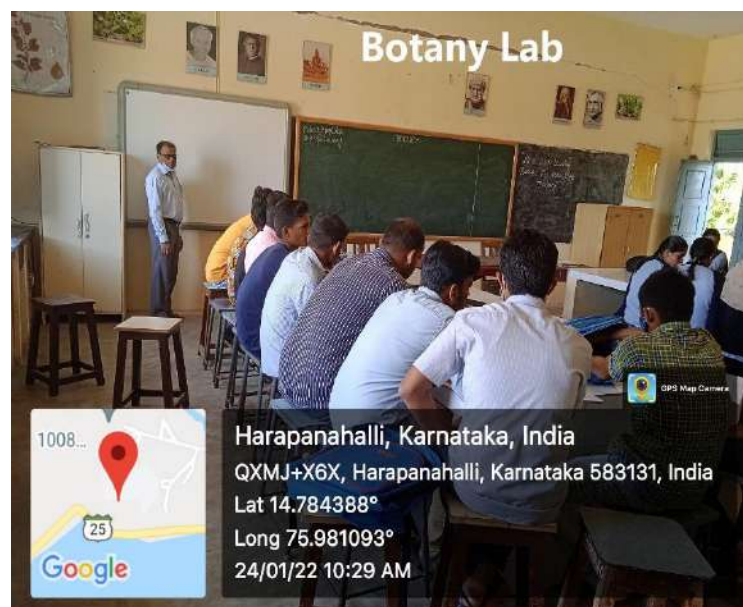 Botany Lab
GPS Map Camera
1008...
25
Google
Harapanahalli, Karnataka, India
QXMJ+X6X, Harapanahalli, Karnataka 583131, India
Lat 14.784388°
Long 75.981093°
24/01/22 10:29 AM